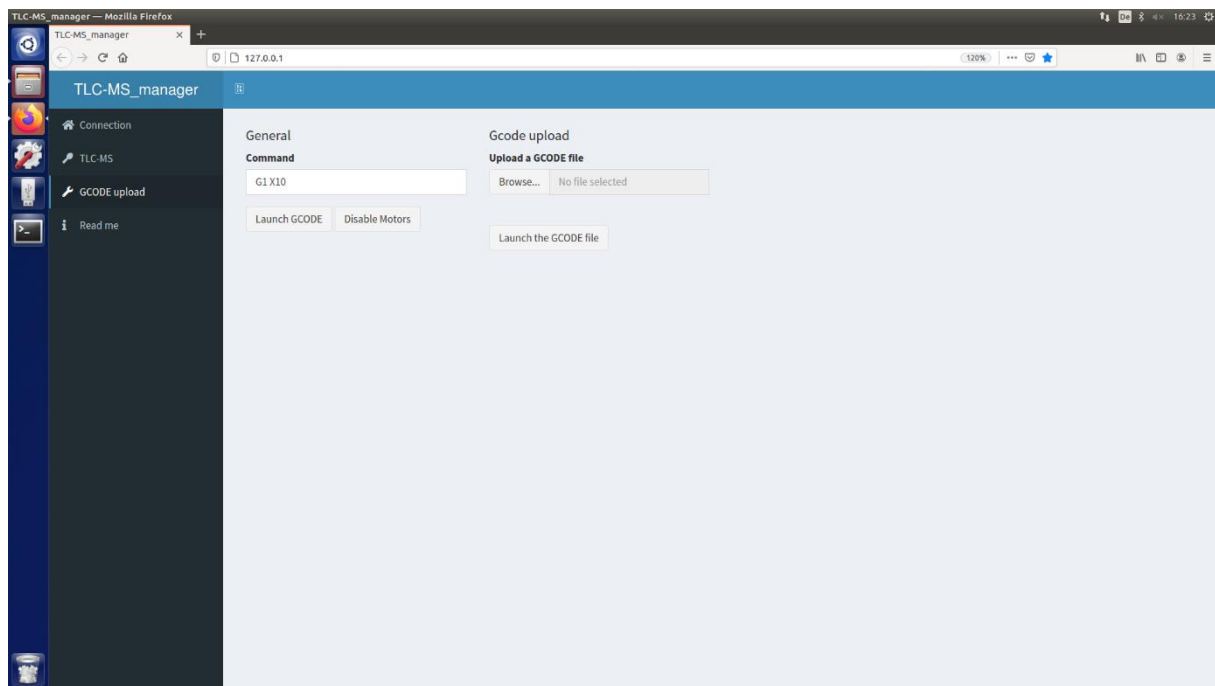 TLC-MS_manager — Mozilla Firefox
De
16:23
TLC-MS_manager
127.0.0.1
120%
TLC-MS_manager
Connection
TLC-MS
GCODE upload
Read me
General
Command
G1 X10
Launch GCODE
Disable Motors
Gcode upload
Upload a GCODE file
Browse...
No file selected
Launch the GCODE file